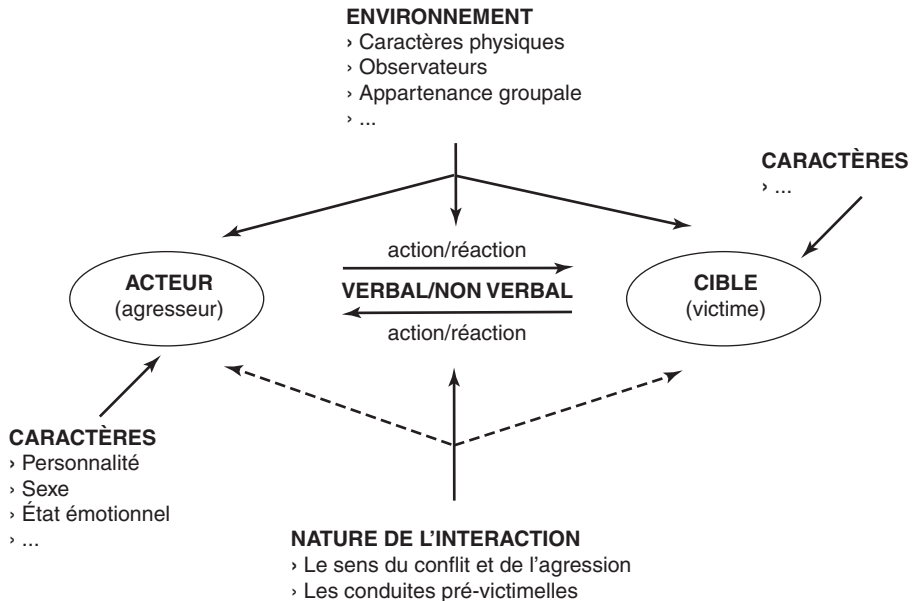 ENVIRONNEMENT
› Caractères physiques
› Observateurs
› Appartenance groupale
› ...
CARACTÈRES
› ...
action/réaction
ACTEUR
(agresseur)
VERBAL/NON VERBAL
CIBLE
(victime)
action/réaction
CARACTÈRES
› Personnalité
› Sexe
› État émotionnel
› ...
NATURE DE L'INTERACTION
› Le sens du conflit et de l'agression
› Les conduites pré-victimelles